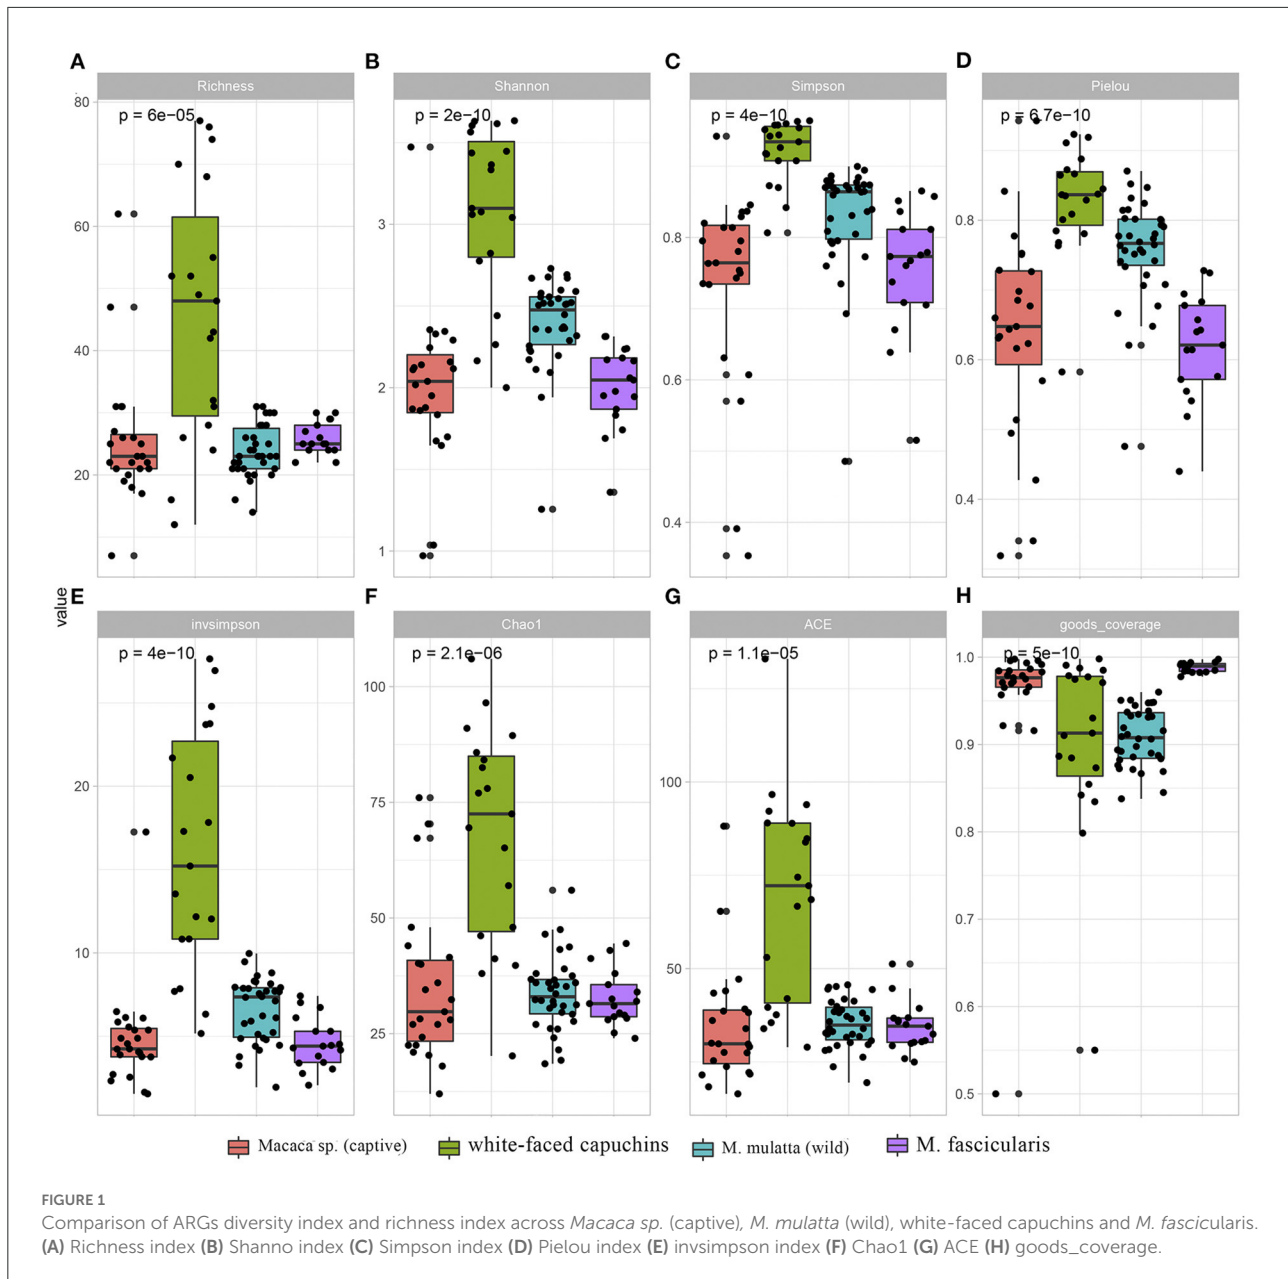 A B C D
Richness Shannon Simpson Pielou
p = 6e−05 p = 2e−10 p = 4e−10 p = 6.7e−10
80
60
40
20
3
2
1
0.8
0.6
0.4
0.8
0.6
0.4
value
E F G H
invsimpson Chao1 ACE goods_coverage
p = 4e−10 p = 2.1e−06 p = 1.1e−05 p = 5e−10
20
10
100
75
50
25
100
50
1.0
0.9
0.8
0.7
0.6
0.5
Macaca sp. (captive) white-faced capuchins M. mulatta (wild) M. fascicularis
FIGURE 1
Comparison of ARGs diversity index and richness index across Macaca sp. (captive), M. mulatta (wild), white-faced capuchins and M. fascicularis.
(A) Richness index (B) Shanno index (C) Simpson index (D) Pielou index (E) invsimpson index (F) Chao1 (G) ACE (H) goods_coverage.